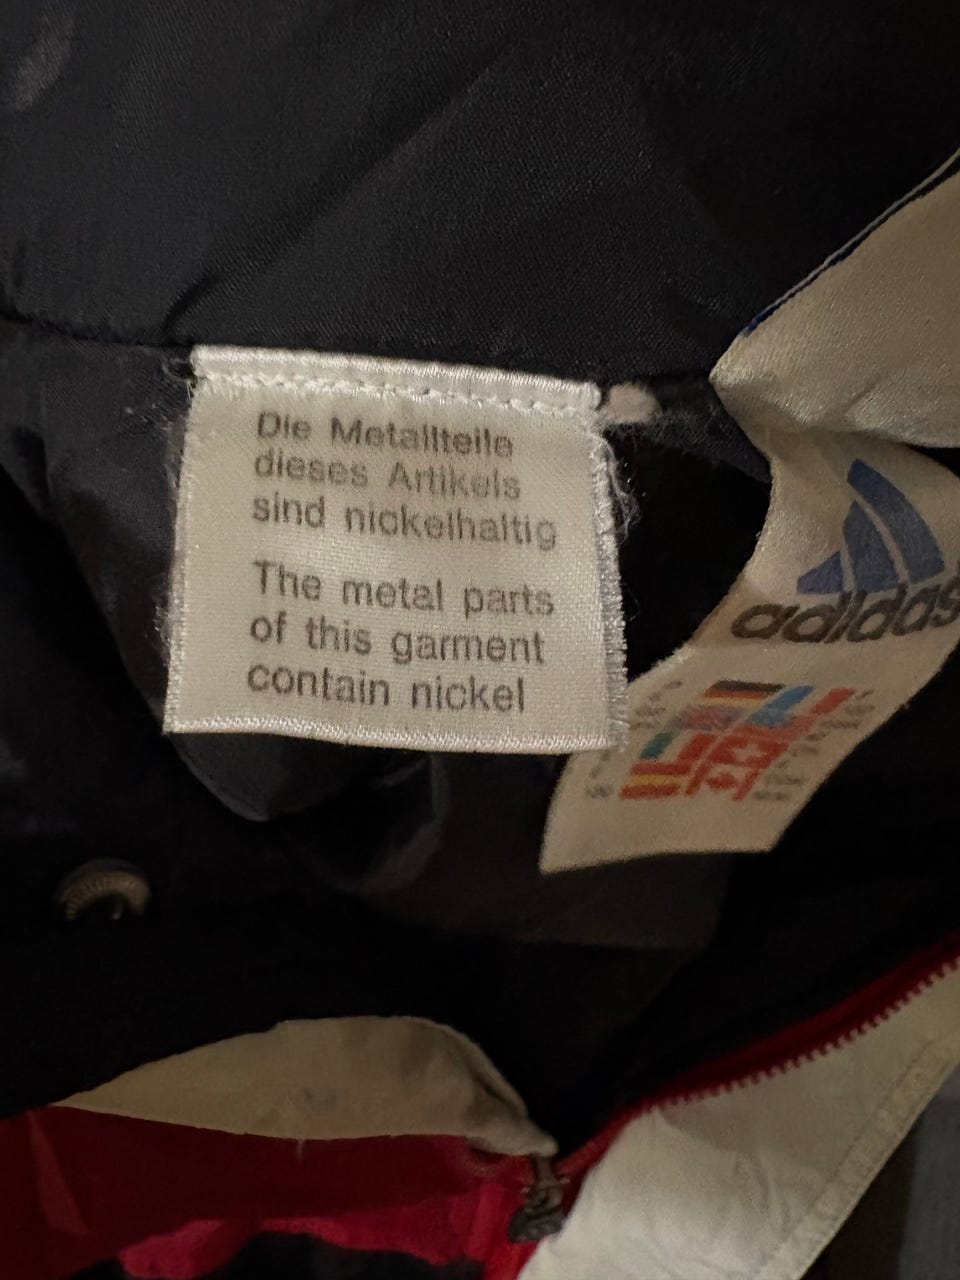 Die Metallteile
dieses Artikels
sind nickelhaltig
The metal parts
of this garment
contain nickel
adidas